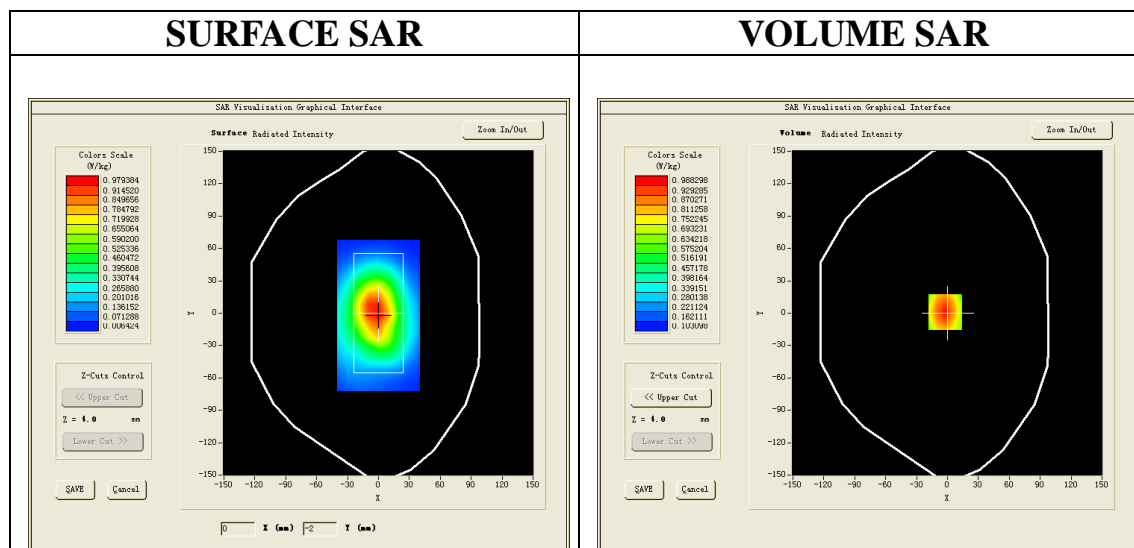 SURFACE SAR
VOLUME SAR
SAR Visualisation Graphical Interface
Surface Radiated Intensity
Zoom In/Out
Colors Scale
(W/kg)
0.979384
0.914520
0.849656
0.784792
0.719928
0.655064
0.590200
0.525336
0.460472
0.395608
0.330744
0.265880
0.201016
0.136152
0.071288
0.006424
150
120
90
60
30
0
-30
-60
-90
-120
-150
Y
-150 -120 -90 -60 -30 0 30 60 90 120 150
X
Z-Cuts Control
<< Upper Cut
Z = 4.0 mm
Lower Cut >>
SAVE Cancel
0 X (mm) -2 Y (mm)
SAR Visualisation Graphical Interface
Volume Radiated Intensity
Zoom In/Out
Colors Scale
(W/kg)
0.988298
0.929285
0.870271
0.811258
0.752245
0.693231
0.634218
0.575204
0.516191
0.457178
0.398164
0.339151
0.280138
0.221124
0.162111
0.103098
150
120
90
60
30
0
-30
-60
-90
-120
-150
Y
-150 -120 -90 -60 -30 0 30 60 90 120 150
X
Z-Cuts Control
<< Upper Cut
Z = 4.0 mm
Lower Cut >>
SAVE Cancel